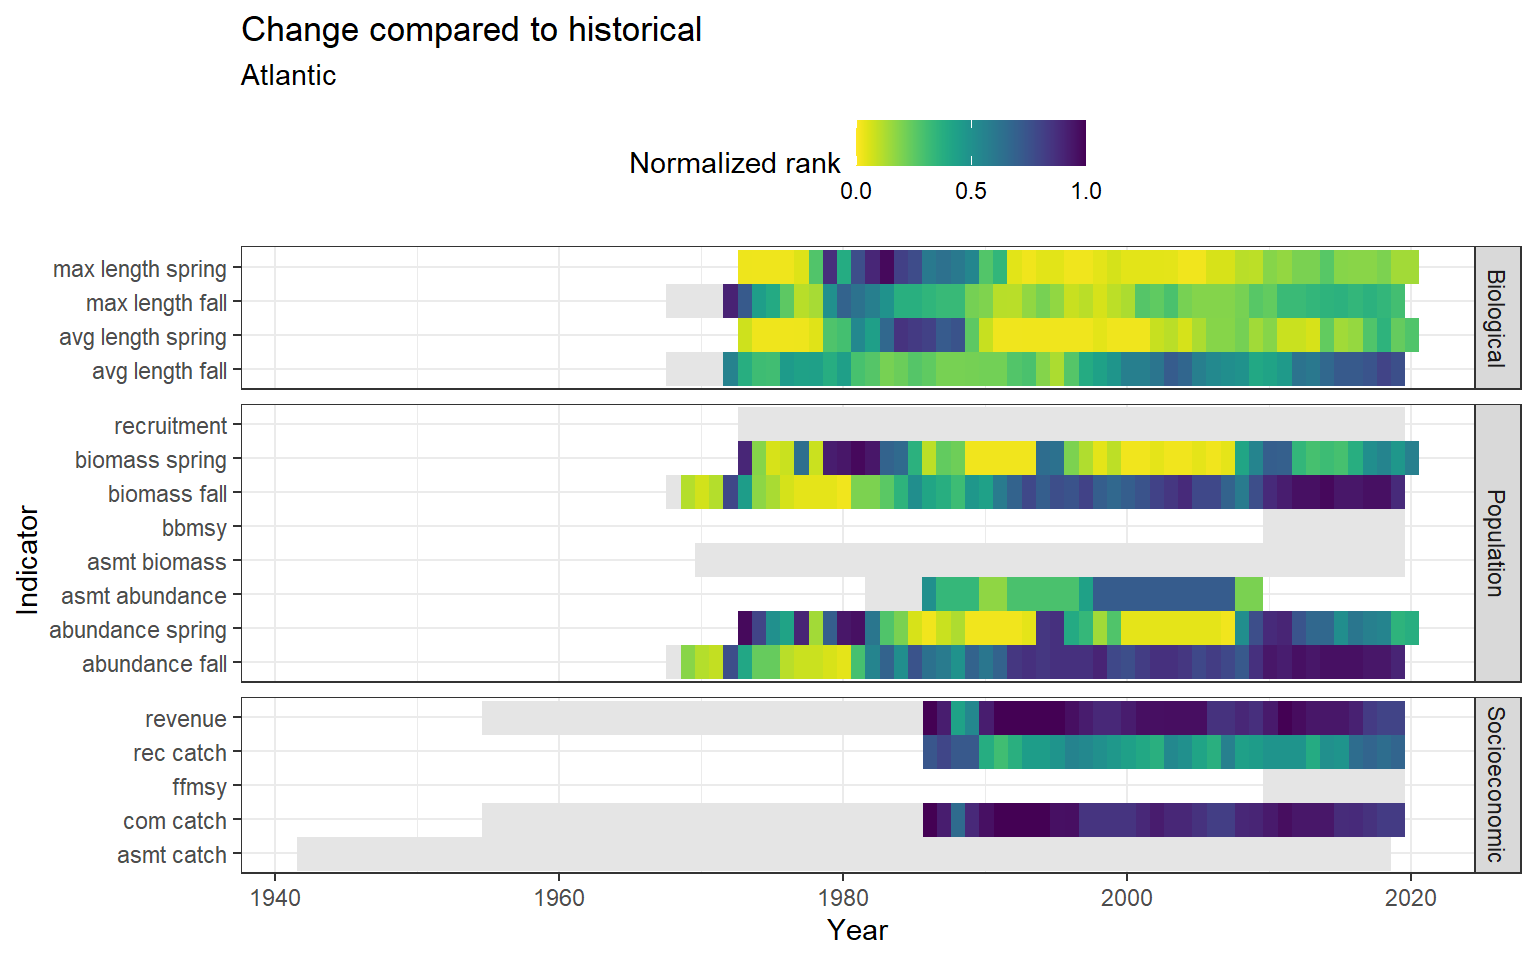 Change compared to historical
Atlantic
Normalized rank
0.0 0.5 1.0
max length spring
max length fall
avg length spring
avg length fall
Biological
recruitment
biomass spring
biomass fall
bbmsy
asmt biomass
asmt abundance
abundance spring
abundance fall
Population
revenue
rec catch
ffmsy
com catch
asmt catch
Socioeconomic
Indicator
1940 1960 1980 2000 2020
Year